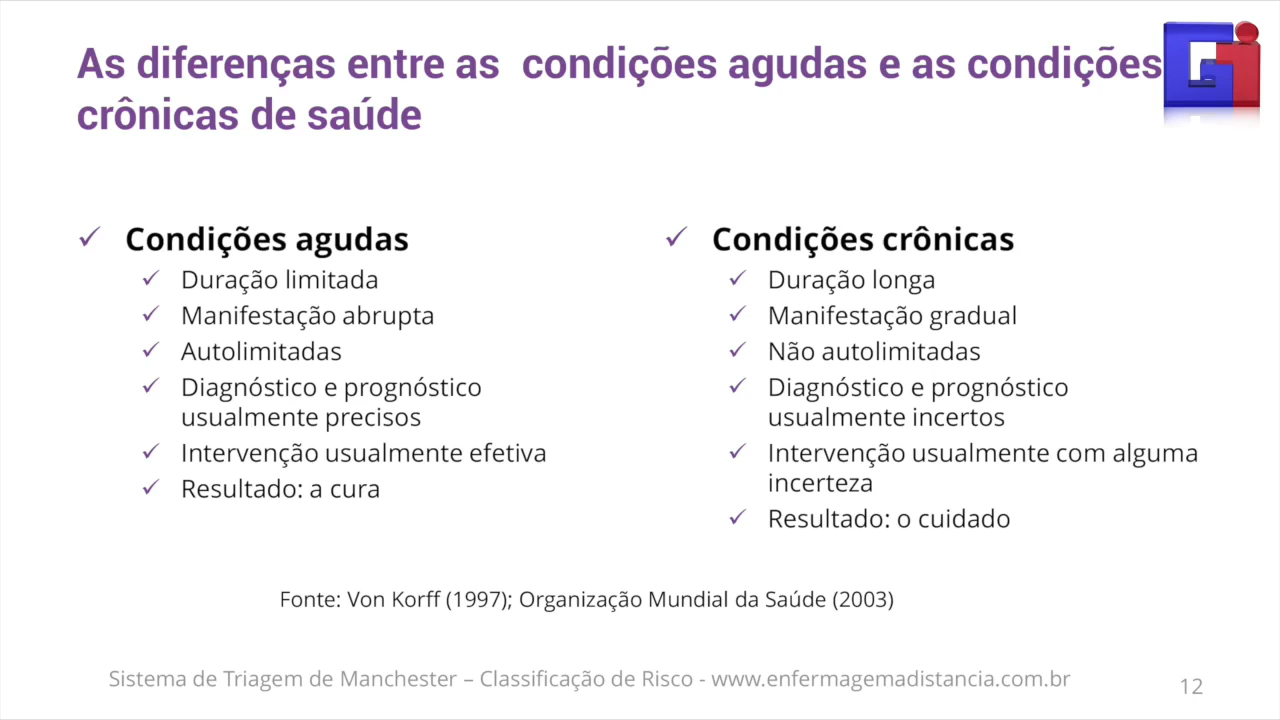 As diferenças entre as  condições agudas e as condições
crônicas de saúde
Condições agudas
Duração limitada
Manifestação abrupta
Autolimitadas
Diagnóstico e prognóstico
usualmente precisos
Intervenção usualmente efetiva
Resultado: a cura
Condições crônicas
Duração longa
Manifestação gradual
Não autolimitadas
Diagnóstico e prognóstico
usualmente incertos
Intervenção usualmente com alguma
incerteza
Resultado: o cuidado
Fonte: Von Korff (1997); Organização Mundial da Saúde (2003)
Sistema de Triagem de Manchester – Classificação de Risco - www.enfermagemadistancia.com.br
12